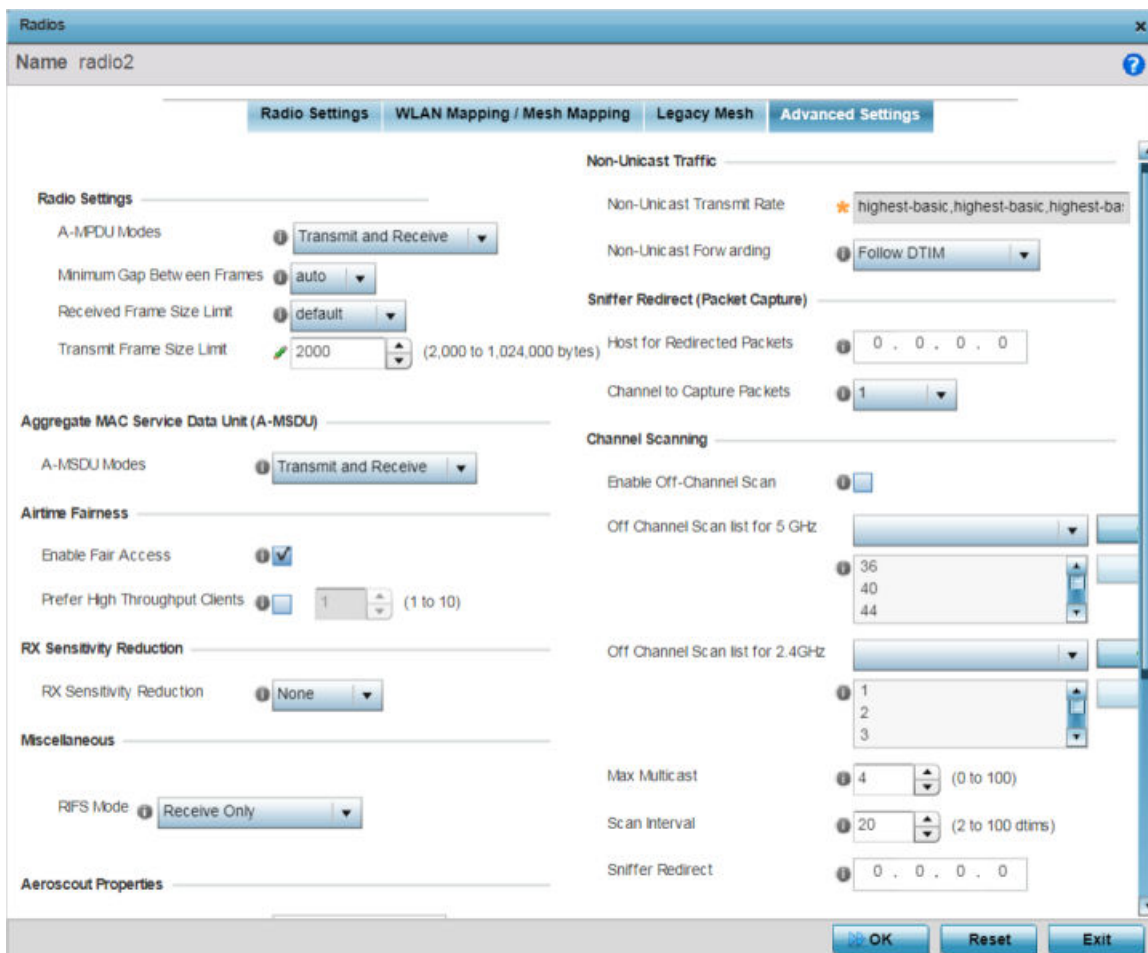 Radios
Name radio2
Radio Settings
WLAN Mapping / Mesh Mapping
Legacy Mesh
Advanced Settings
Radio Settings
A-MPDU Modes
Transmit and Receive
Minimum Gap Between Frames
auto
Received Frame Size Limit
default
Transmit Frame Size Limit
2000
(2,000 to 1,024,000 bytes)
Aggregate MAC Service Data Unit (A-MSDU)
A-MSDU Modes
Transmit and Receive
Airtime Fairness
Enable Fair Access
Prefer High Throughput Clients
1
(1 to 10)
RX Sensitivity Reduction
RX Sensitivity Reduction
None
Miscellaneous
RIFS Mode
Receive Only
Aeroscout Properties
Non-Unicast Traffic
Non-Unicast Transmit Rate
highest-basic,highest-basic,highest-ba
Non-Unicast Forwarding
Follow DTIM
Sniffer Redirect (Packet Capture)
Host for Redirected Packets
0 . 0 . 0 . 0
Channel to Capture Packets
1
Channel Scanning
Enable Off-Channel Scan
Off Channel Scan list for 5 GHz
36
40
44
Off Channel Scan list for 2.4GHz
1
2
3
Max Multicast
4
(0 to 100)
Scan Interval
20
(2 to 100 dtims)
Sniffer Redirect
0 . 0 . 0 . 0
OK
Reset
Exit